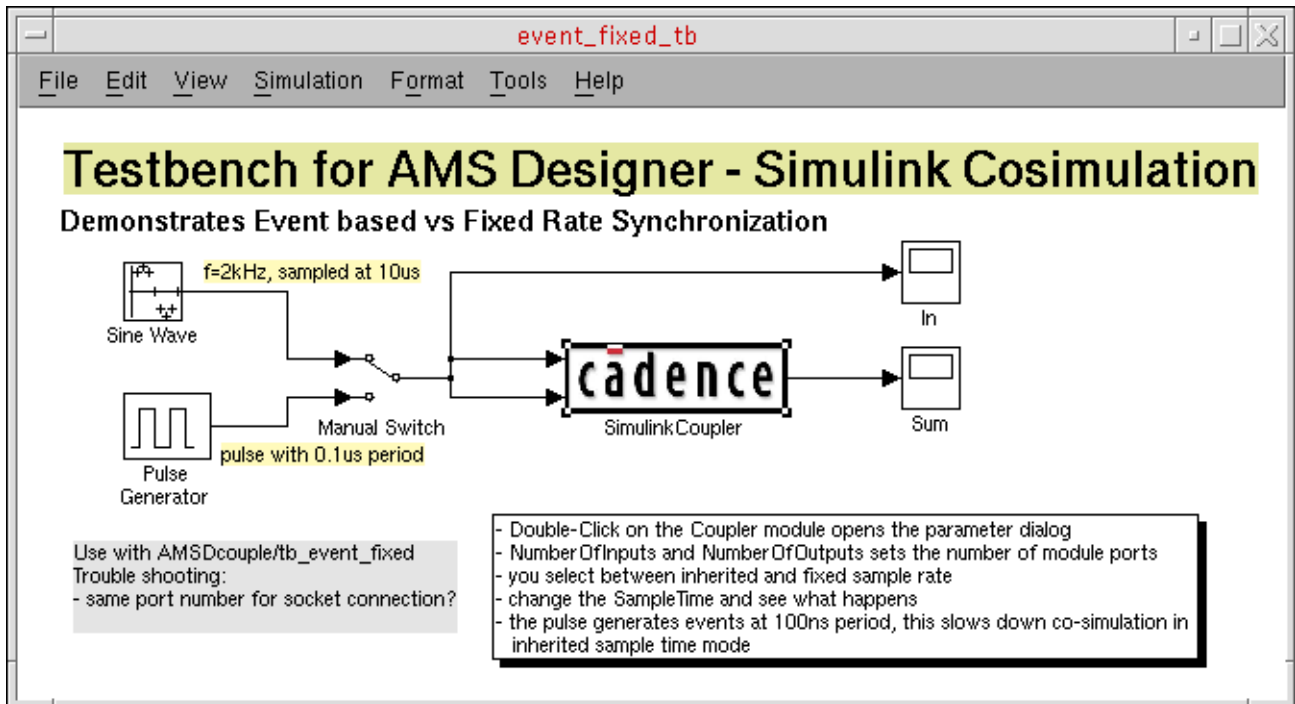 event_fixed_tb
File Edit View Simulation Format Tools Help
Testbench for AMS Designer - Simulink Cosimulation
Demonstrates Event based vs Fixed Rate Synchronization
f=2kHz, sampled at 10us
Sine Wave
In
cādence
Manual Switch
SimulinkCoupler
Sum
pulse with 0.1us period
Pulse
Generator
Use with AMSDcouple/tb_event_fixed
Trouble shooting:
- same port number for socket connection?
- Double-Click on the Coupler module opens the parameter dialog
- NumberOfInputs and NumberOfOutputs sets the number of module ports
- you select between inherited and fixed sample rate
- change the SampleTime and see what happens
- the pulse generates events at 100ns period, this slows down co-simulation in
inherited sample time mode